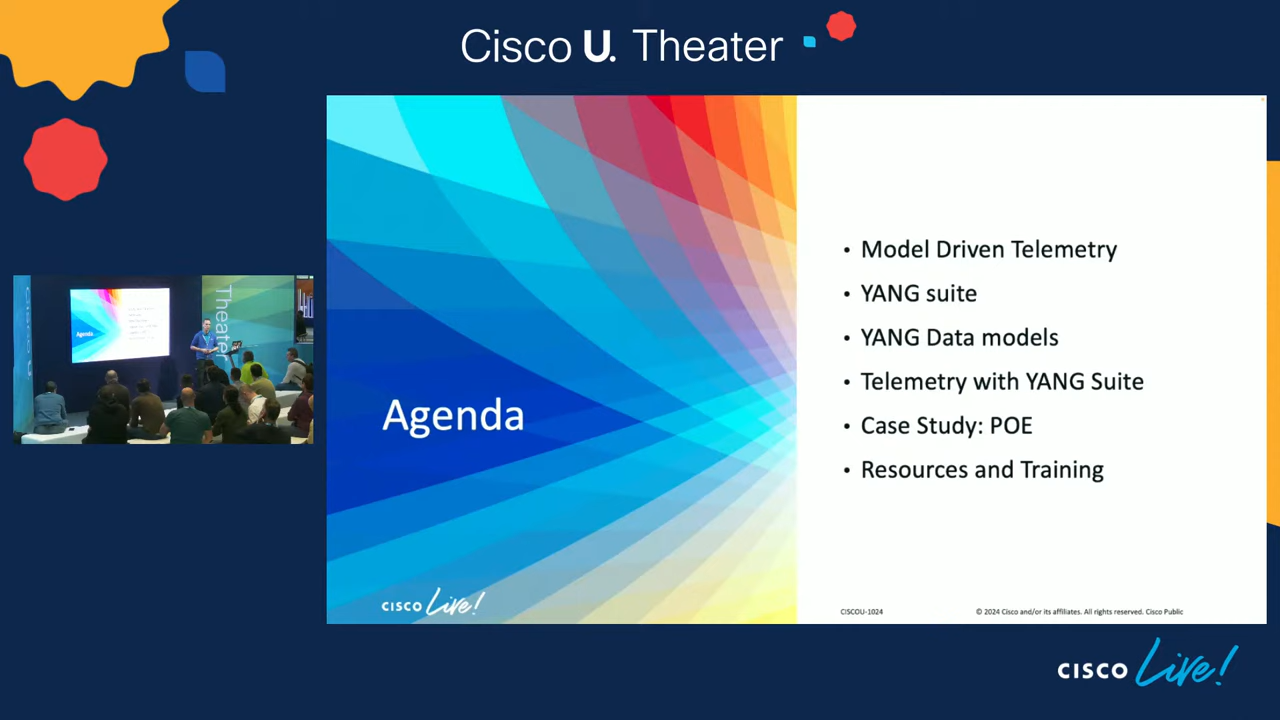 Cisco U. Theater
Agenda
• Model Driven Telemetry
• YANG suite
• YANG Data models
• Telemetry with YANG Suite
• Case Study: POE
• Resources and Training
CISCO Live!
CISCOU-1024
© 2024 Cisco and/or its affiliates. All rights reserved. Cisco Public
Theater
Agenda
CISCO Live!